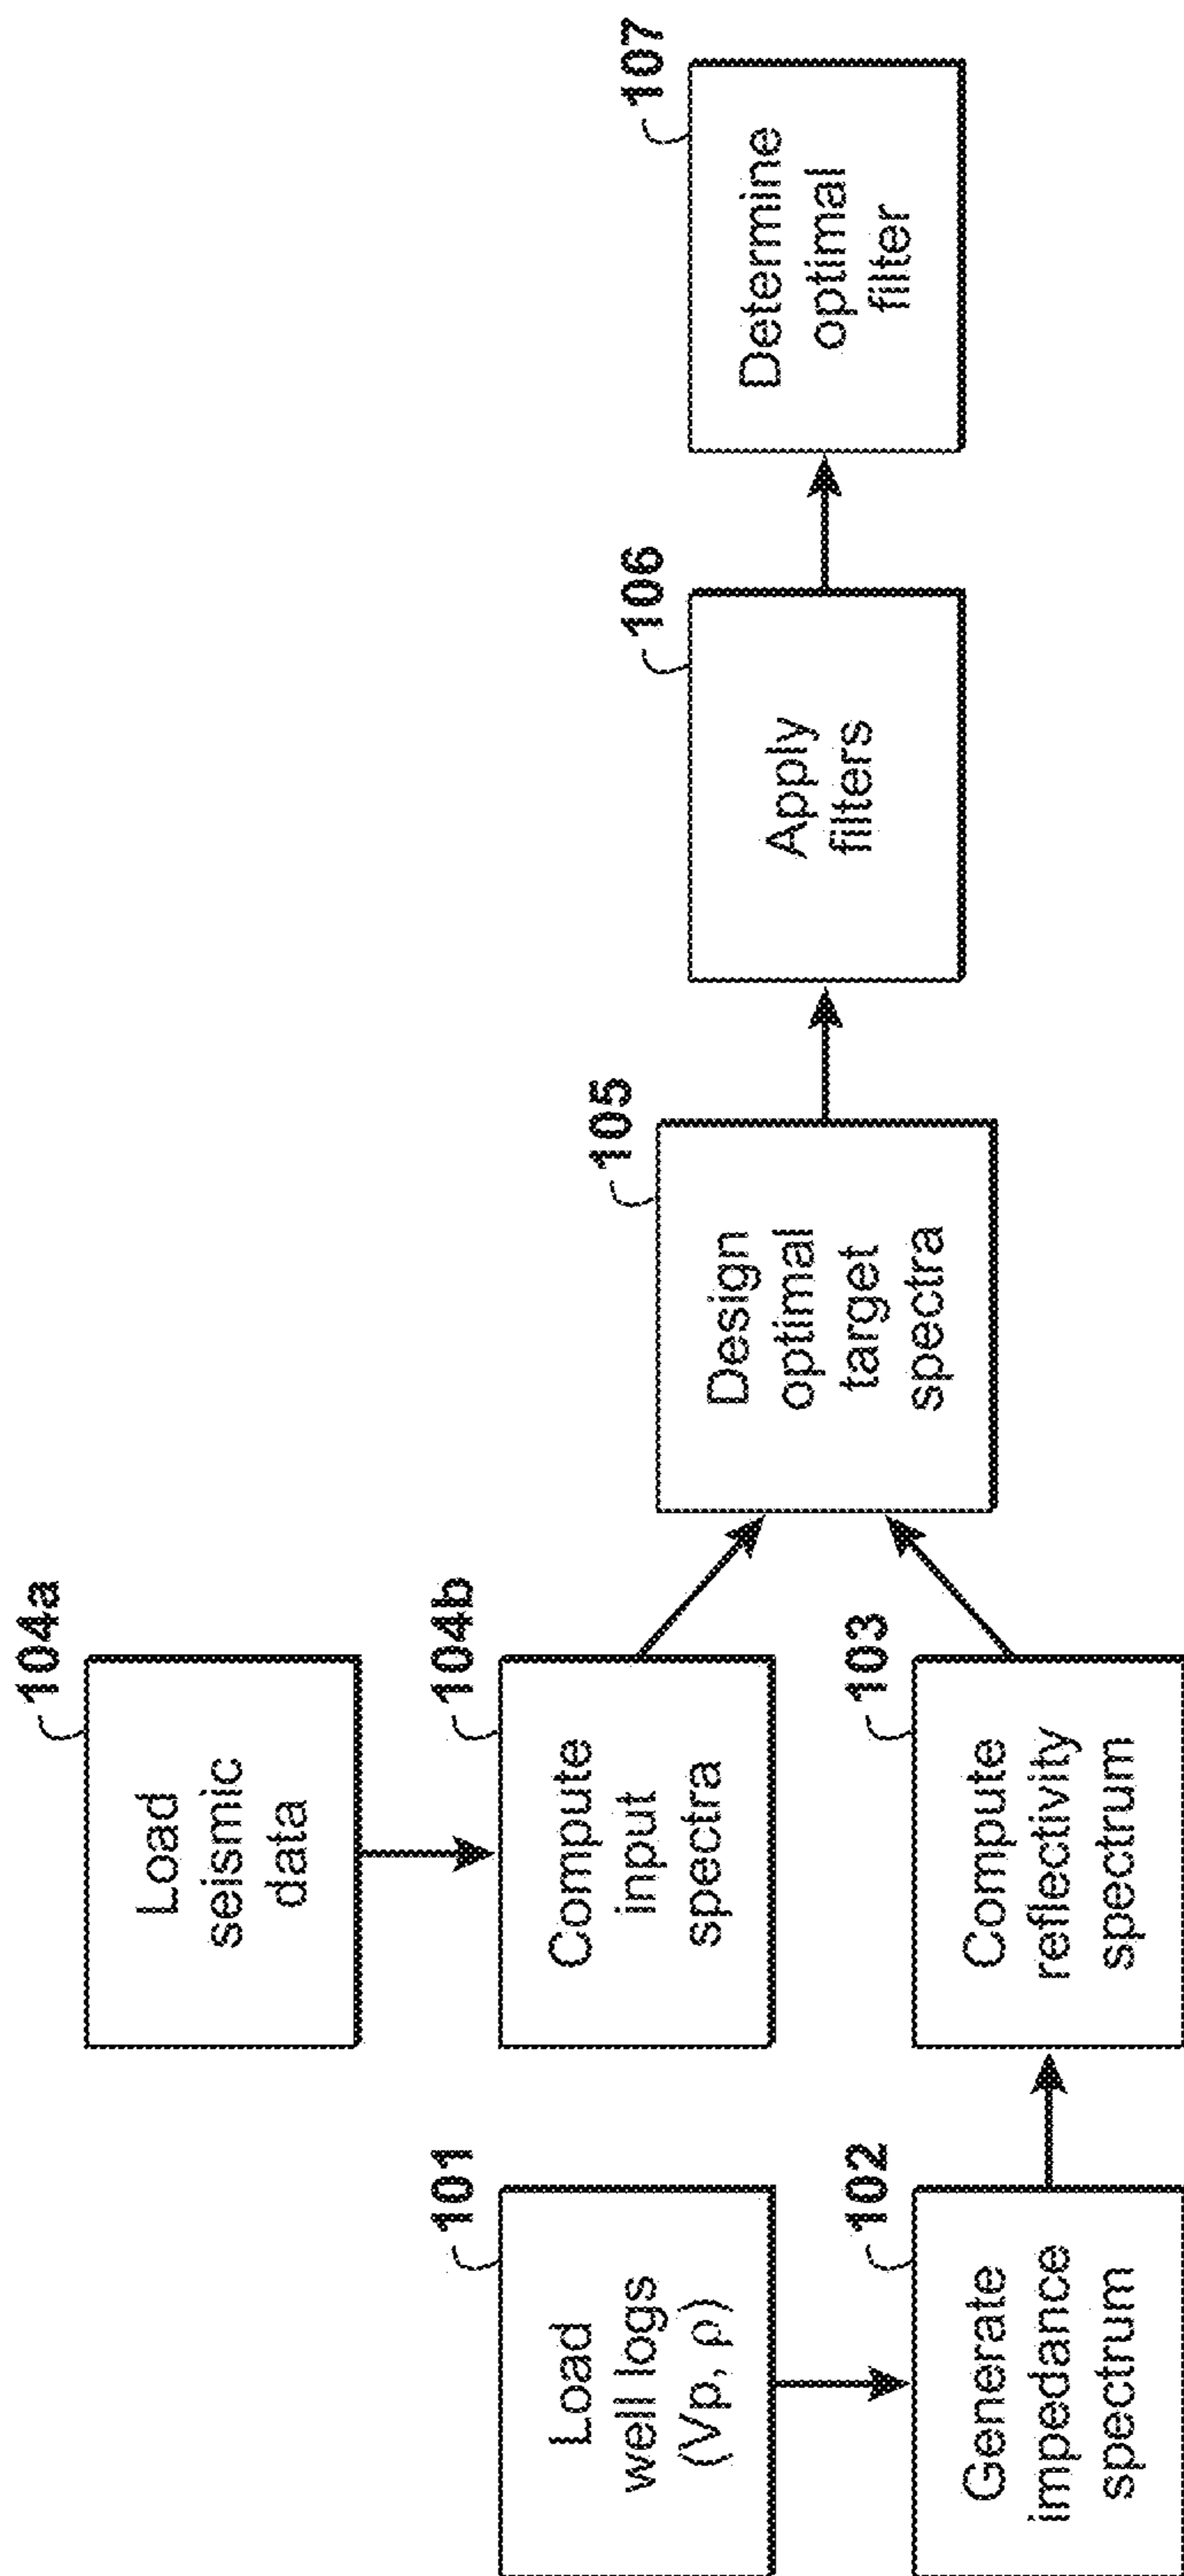 104a
Load
seismic
data
101
Load
well logs
(Vp, ρ)
104b
Compute
input
spectra
102
Generate
impedance
spectrum
103
Compute
reflectivity
spectrum
105
Design
optimal
target
spectra
106
Apply
filters
107
Determine
optimal
filter